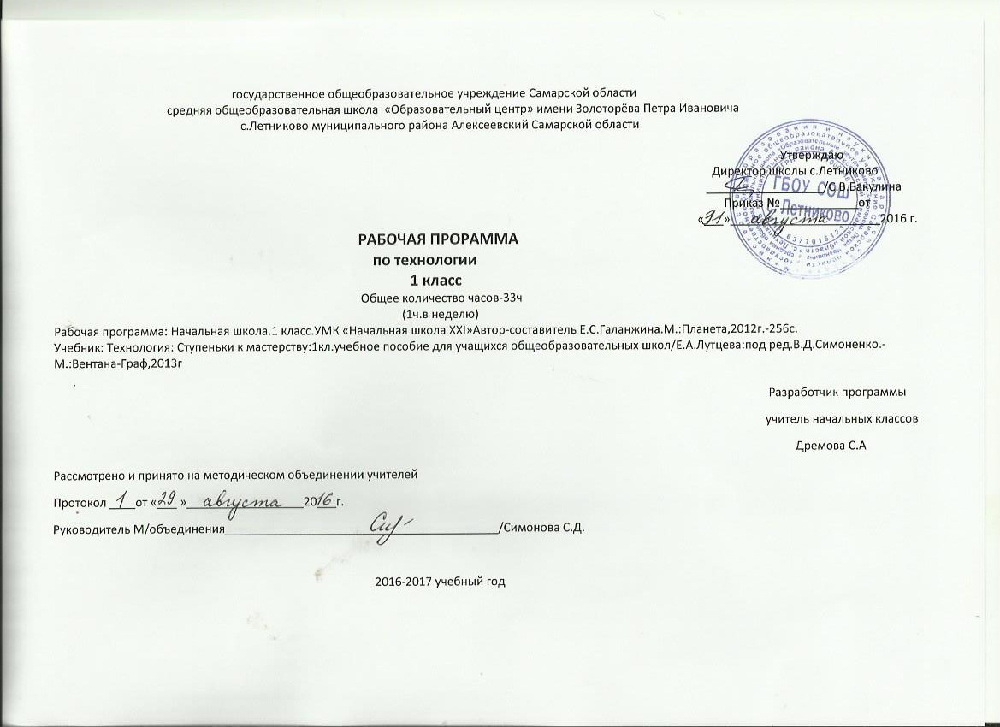 государственное общеобразовательное учреждение Самарской области
средняя общеобразовательная школа «Образовательный центр» имени Золоторёва Петра Ивановича
с.Летниково муниципального района Алексеевский Самарской области
Утверждаю
Директор школы с.Летниково
/С.В.Бакулина
Приказ № от
«31» августа 2016 г.
ГБОУ СОШ
с. Летниково
6377015121
РАБОЧАЯ ПРОРАММА
по технологии
1 класс
Общее количество часов-33ч
(1ч.в неделю)
Рабочая программа: Начальная школа.1 класс.УМК «Начальная школа XXI»Автор-составитель Е.С.Галанжина.М.:Планета,2012г.-256с.
Учебник: Технология: Ступеньки к мастерству:1кл.учебное пособие для учащихся общеобразовательных школ/Е.А.Лутцева:под ред.В.Д.Симоненко.-
М.:Вентана-Граф,2013г
Разработчик программы
учитель начальных классов
Дремова С.А
Рассмотрено и принято на методическом объединении учителей
Протокол 1 от «29 » августа 2016 г.
Руководитель М/объединения /Симонова С.Д.
2016-2017 учебный год